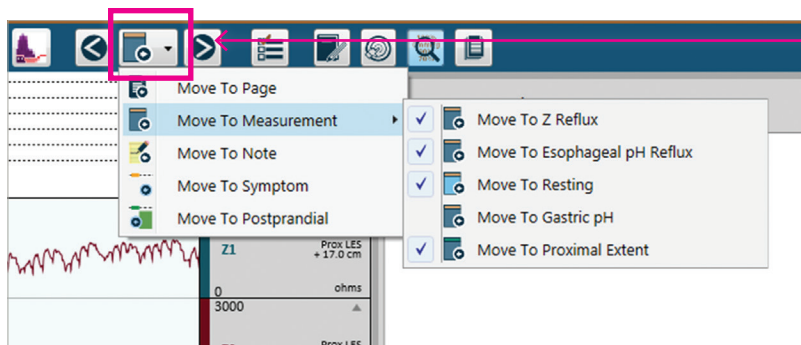 Move To Page
Move To Measurement
Move To Note
Move To Symptom
Move To Postprandial
Move To Z Reflux
Move To Esophageal pH Reflux
Move To Resting
Move To Gastric pH
Move To Proximal Extent
Z1
Prox LES
+ 17.0 cm
0
ohms
3000
Prox LES